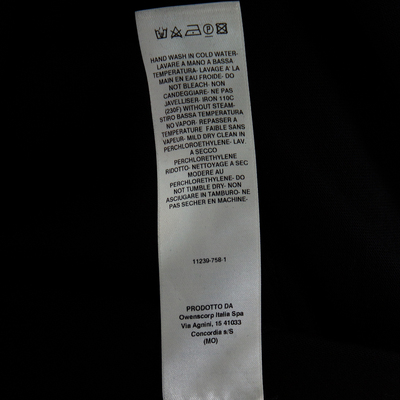 HAND WASH IN COLD WATER-
LAVARE A MANO A BASSA
TEMPERATURA- LAVAGE A' LA
MAIN EN EAU FROIDE- DO
NOT BLEACH- NON
CANDEGGIARE- NE PAS
JAVELLISER- IRON 110C
(230F) WITHOUT STEAM-
STIRO BASSA TEMPERATURA
NO VAPOR- REPASSER A
TEMPERATURE FAIBLE SANS
VAPEUR- MILD DRY CLEAN IN
PERCHLOROETHYLENE- LAV.
A SECCO
PERCHLORETHYLENE
RIDOTTO- NETTOYAGE A SEC
MODERE AU
PERCHLORETHYLENE- DO
NOT TUMBLE DRY- NON
ASCIUGARE IN TAMBURO- NE
PAS SECHER EN MACHINE-
11239-758-1
PRODOTTO DA
Owenscorp Italia Spa
Via Agnini, 15 41033
Concordia s/S
(MO)